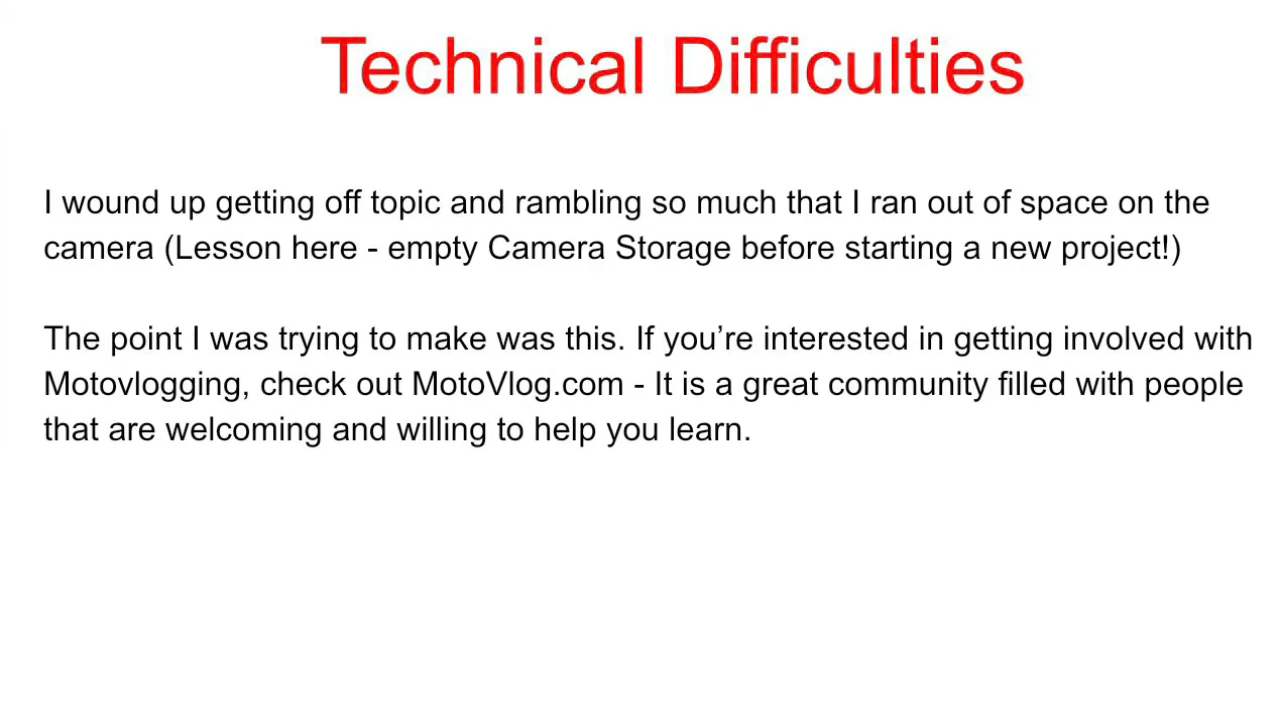 Technical Difficulties
I wound up getting off topic and rambling so much that I ran out of space on the
camera (Lesson here - empty Camera Storage before starting a new project!)
The point I was trying to make was this. If you’re interested in getting involved with
Motovlogging, check out MotoVlog.com - It is a great community filled with people
that are welcoming and willing to help you learn.